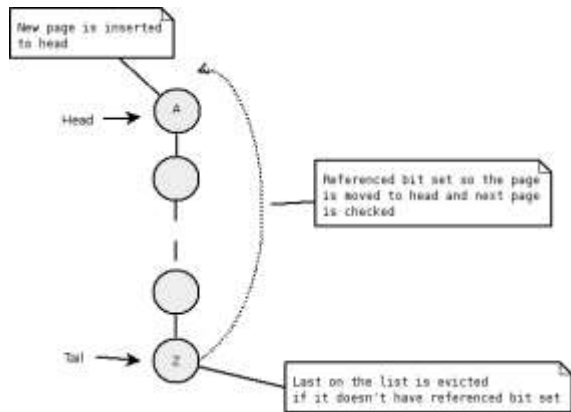 New page is inserted
to head
A
Head
Referenced bit set so the page
is moved to head and next page
is checked
Tail
Z
Last on the list is evicted
if it doesn't have referenced bit set